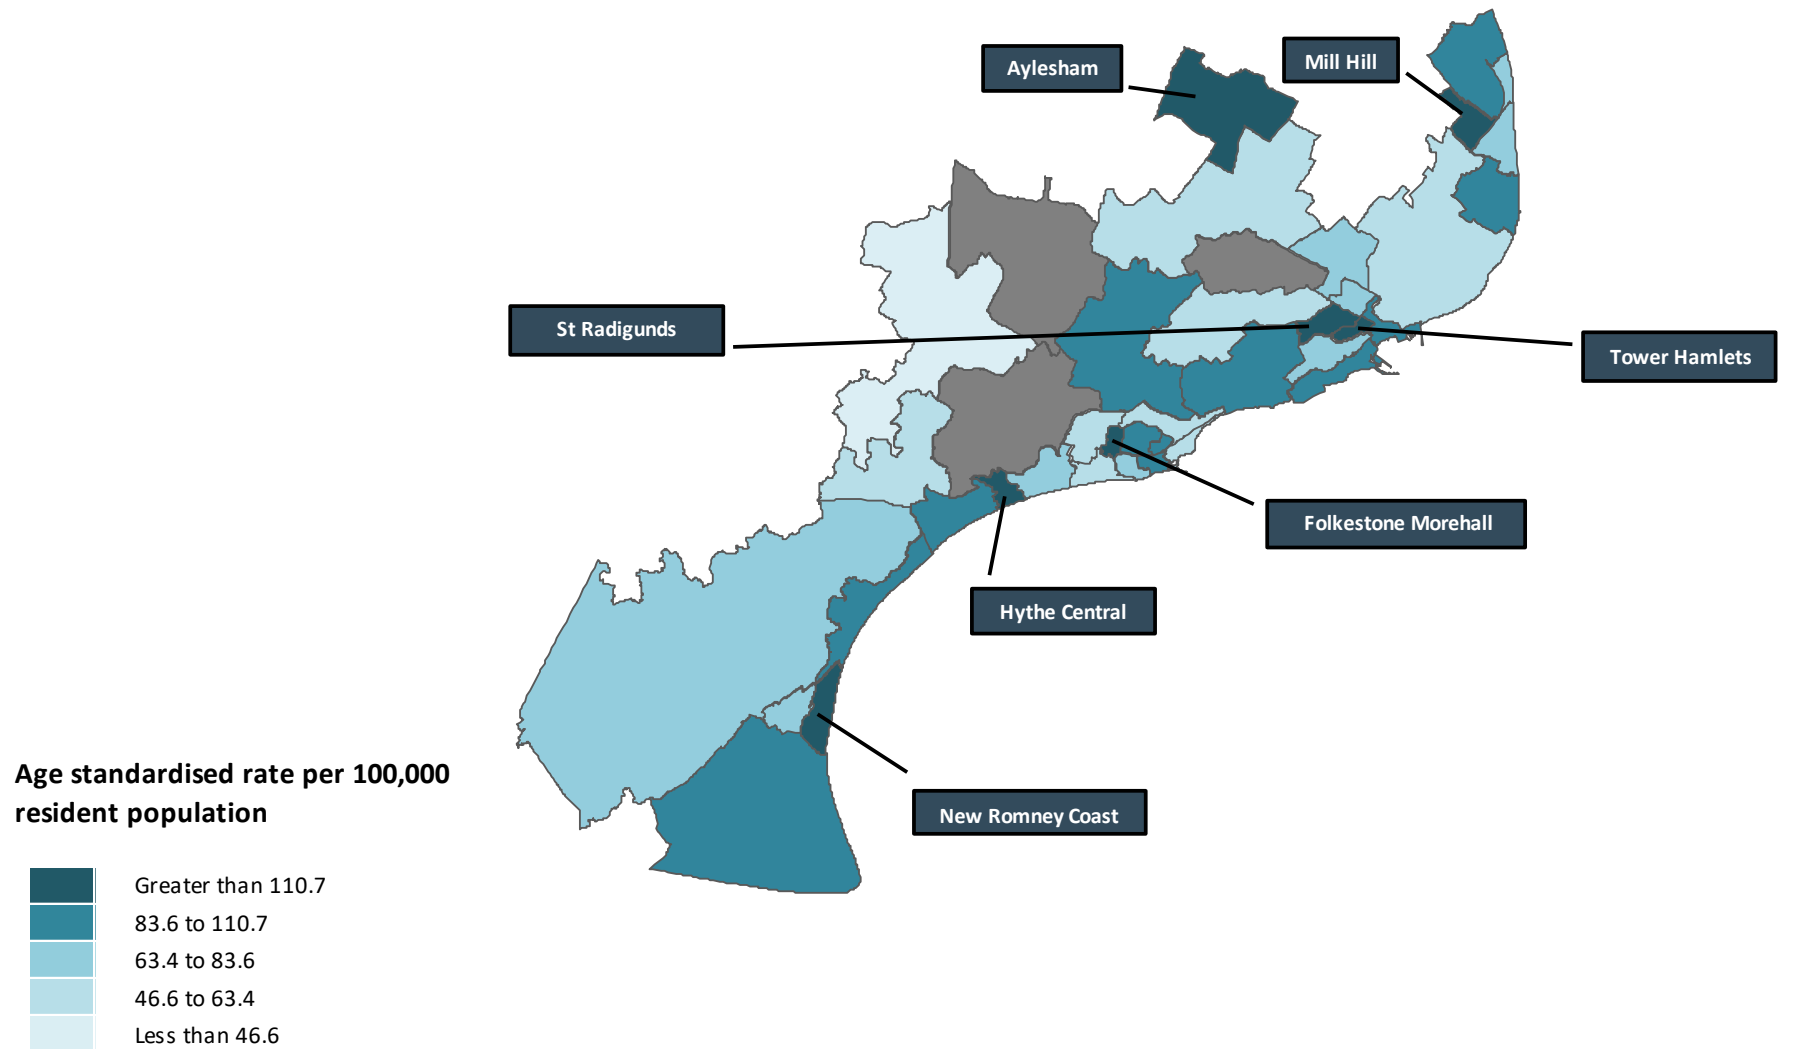 Aylesham
Mill Hill
St Radigunds
Tower Hamlets
Folkestone Morehall
Hythe Central
New Romney Coast
Age standardised rate per 100,000
resident population
Greater than 110.7
83.6 to 110.7
63.4 to 83.6
46.6 to 63.4
Less than 46.6